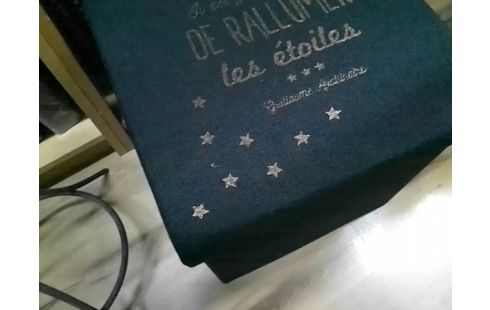 DE RALLUMER
les étoiles
Guillaume Apollinaire